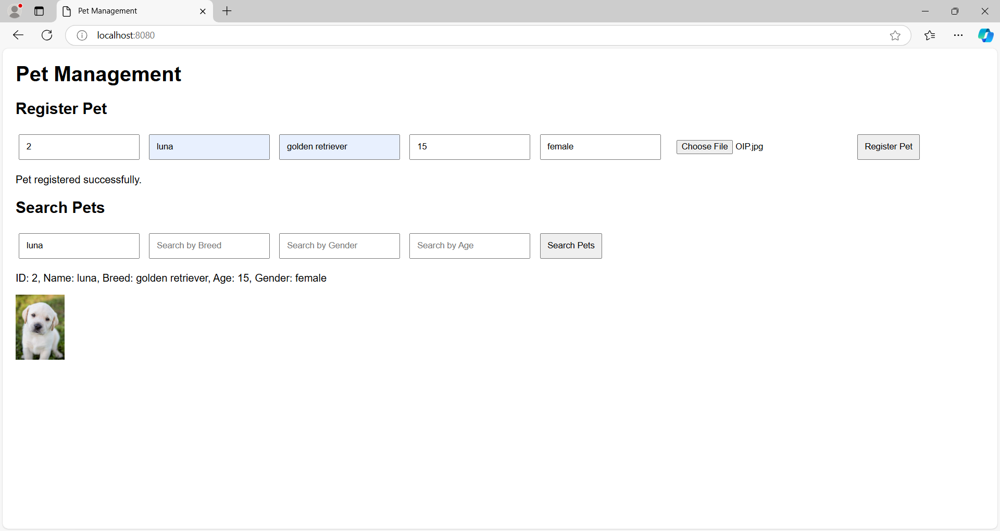 Pet Management
localhost:8080
Pet Management
Register Pet
2 luna golden retriever 15 female Choose File OIP.jpg Register Pet
Pet registered successfully.
Search Pets
luna Search by Breed Search by Gender Search by Age Search Pets
ID: 2, Name: luna, Breed: golden retriever, Age: 15, Gender: female